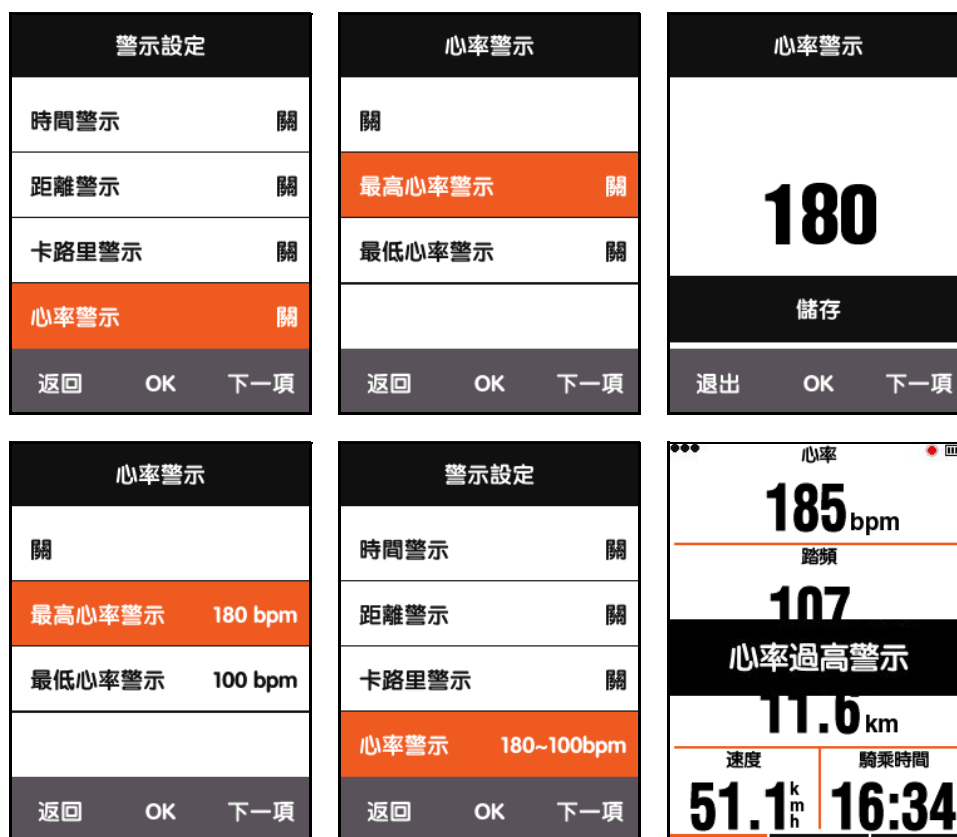 警示設定
時間警示 關
距離警示 關
卡路里警示 關
心率警示 關
返回 OK 下一項
心率警示
關
最高心率警示 關
最低心率警示 關
返回 OK 下一項
心率警示
180
儲存
退出 OK 下一項
心率警示
關
最高心率警示 180 bpm
最低心率警示 100 bpm
返回 OK 下一項
警示設定
時間警示 關
距離警示 關
卡路里警示 關
心率警示 180~100bpm
返回 OK 下一項
心率
185 bpm
踏頻
107
心率過高警示
11.6 km
速度 騎乘時間
51.1 kmh 16:34